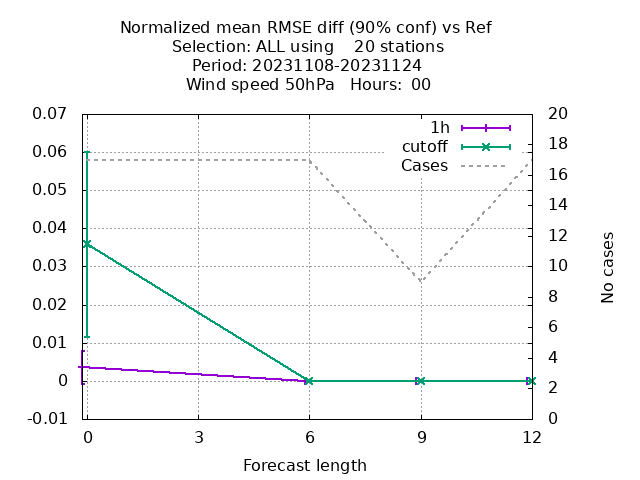 Normalized mean RMSE diff (90% conf) vs Ref
Selection: ALL using    20 stations
Period: 20231108-20231124
Wind speed 50hPa   Hours: 00
0.07
0.06
0.05
0.04
0.03
0.02
0.01
0
-0.01
1h
cutoff
Cases
20
18
16
14
12
10
8
6
4
2
0
No cases
0
3
6
9
12
Forecast length